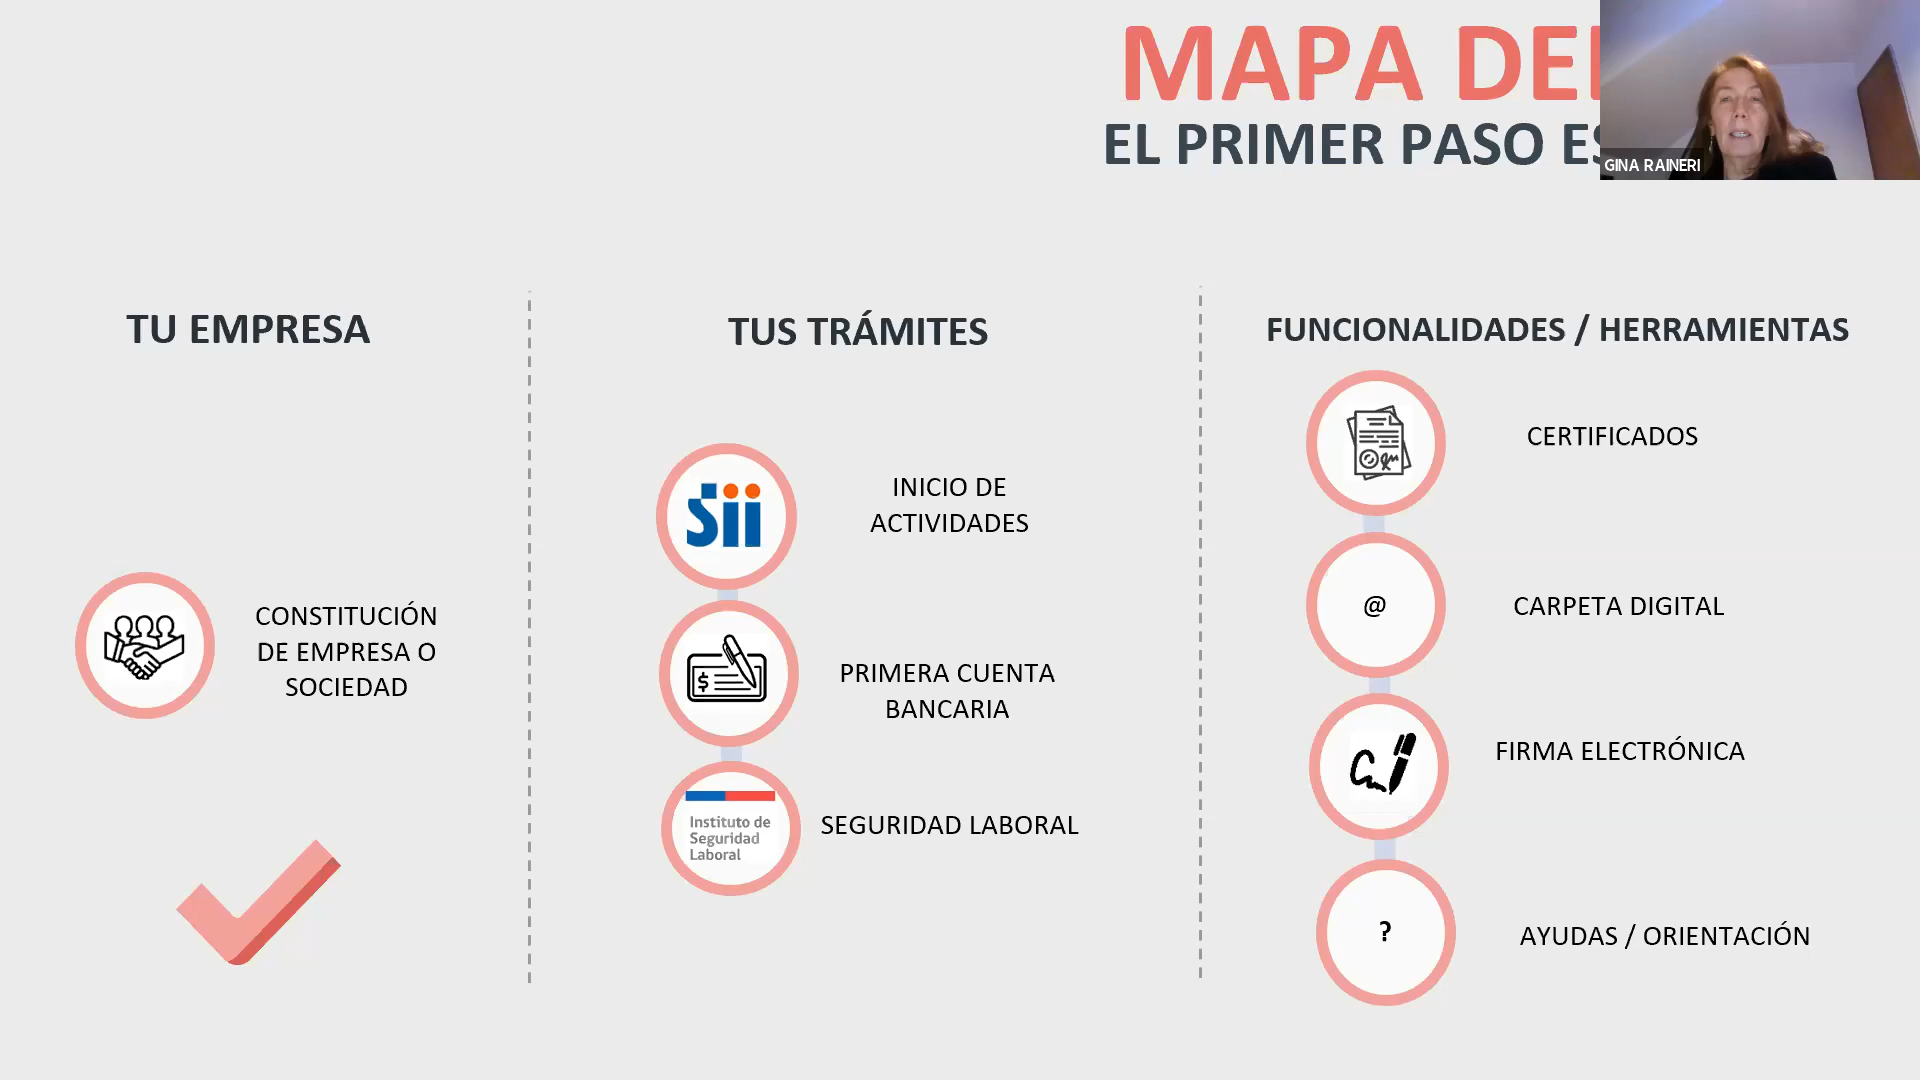 MAPA DE
EL PRIMER PASO ES
GINA RAINERI
TU EMPRESA
CONSTITUCIÓN
DE EMPRESA O
SOCIEDAD
TUS TRÁMITES
sii
INICIO DE
ACTIVIDADES
$
PRIMERA CUENTA
BANCARIA
Instituto de
Seguridad
Laboral
SEGURIDAD LABORAL
FUNCIONALIDADES / HERRAMIENTAS
CERTIFICADOS
@
CARPETA DIGITAL
FIRMA ELECTRÓNICA
?
AYUDAS / ORIENTACIÓN